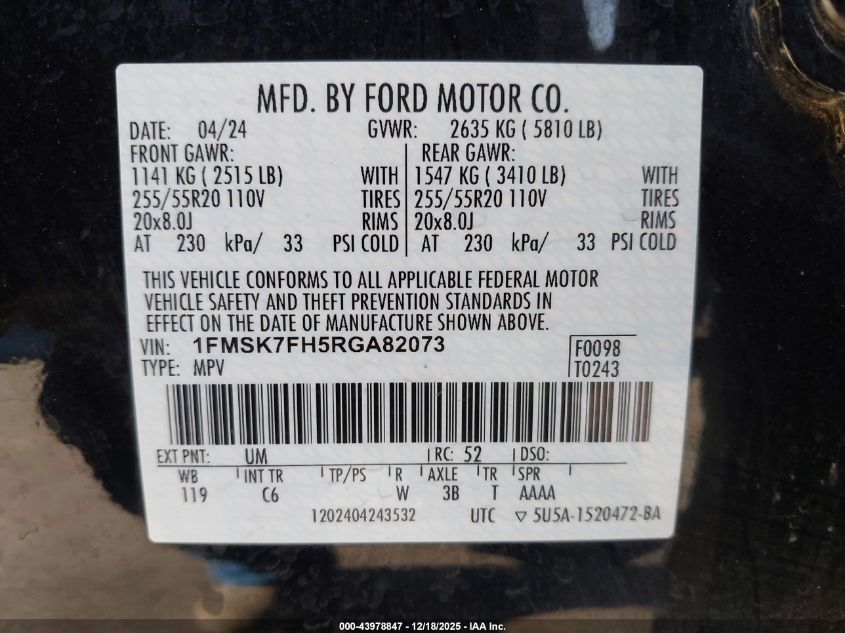 MFD. BY FORD MOTOR CO.
DATE: 04/24 GVWR: 2635 KG ( 5810 LB)
FRONT GAWR: REAR GAWR:
1141 KG ( 2515 LB) WITH 1547 KG ( 3410 LB) WITH
255/55R20 110V TIRES 255/55R20 110V TIRES
20x8.0J RIMS 20x8.0J RIMS
AT 230 kPa/ 33 PSI COLD AT 230 kPa/ 33 PSI COLD
THIS VEHICLE CONFORMS TO ALL APPLICABLE FEDERAL MOTOR
VEHICLE SAFETY AND THEFT PREVENTION STANDARDS IN
EFFECT ON THE DATE OF MANUFACTURE SHOWN ABOVE.
VIN: 1FMSK7FH5RGA82073 F0098
TYPE: MPV T0243
EXT PNT: UM RC: 52 DSO:
WB INT TR TP/PS R AXLE TR SPR
119 C6 W 3B T AAAA
1202404243532 UTC ▽ 5U5A-1520472-BA
000-43978847 - 12/18/2025 - IAA Inc.